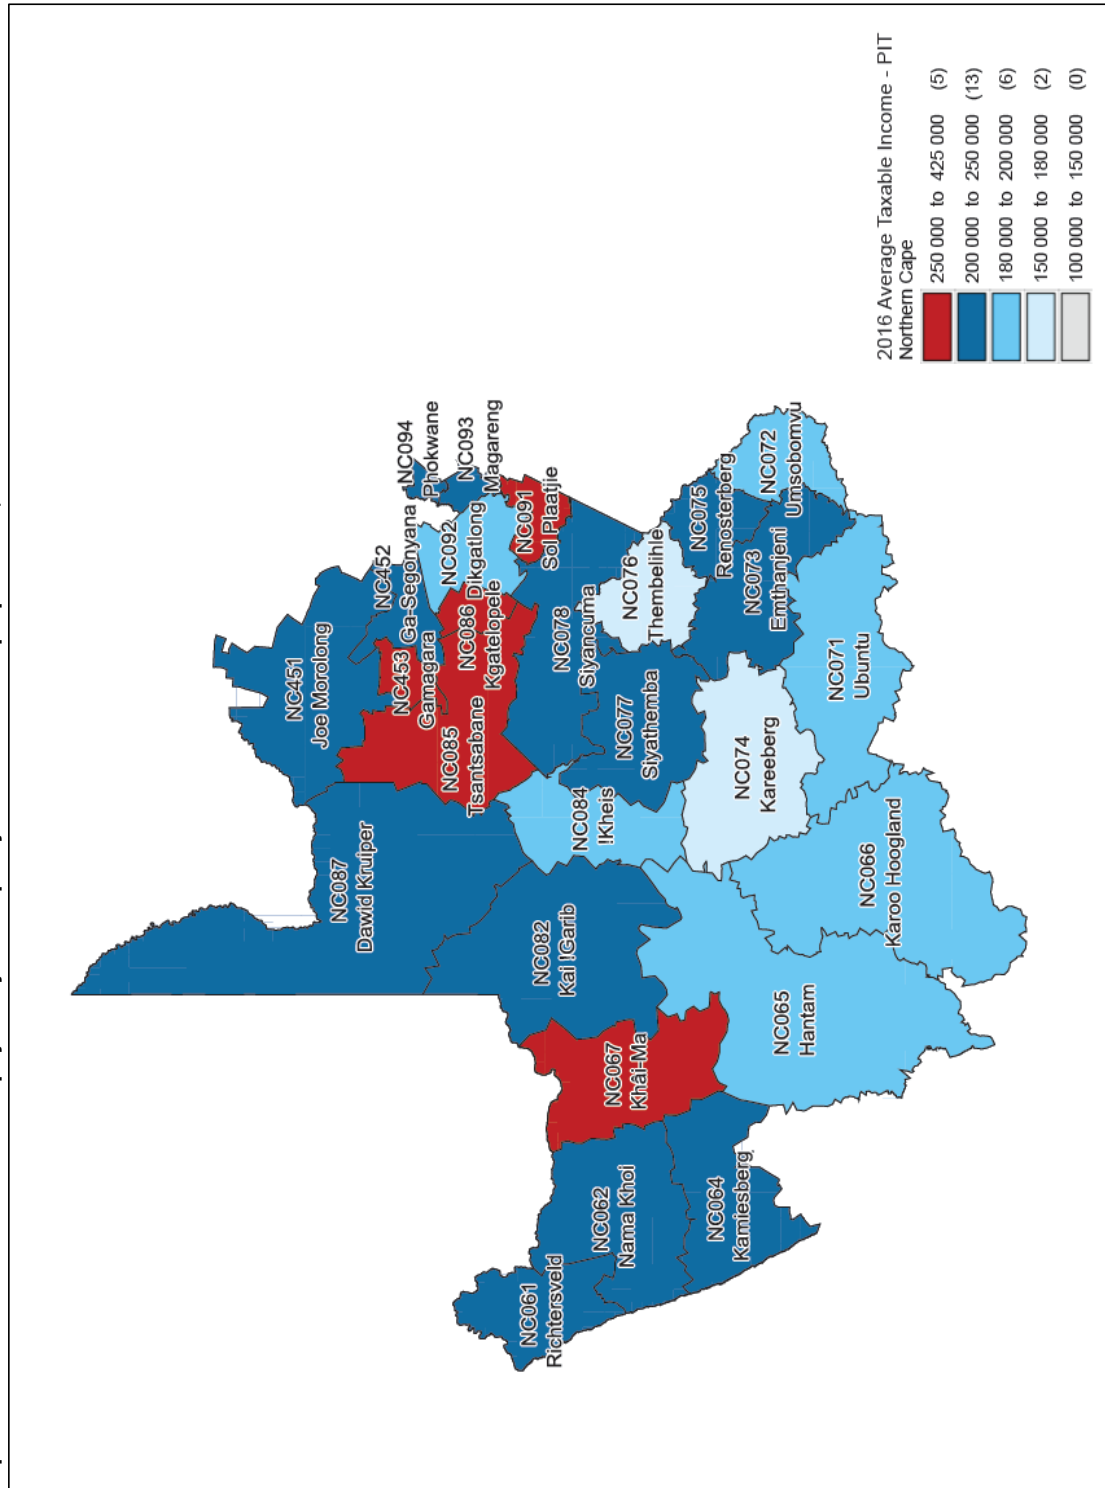 NC451
Joe Morolong
NC452
Ga-Segonyana
NC453
Gamagara
NC094
Phokwane
NC093
Magareng
NC092
Dikgatlong
NC091
Sol Plaatjie
NC086
Kgatelopele
NC085
Tsantsabane
NC087
Dawid Kruiper
NC078
Siyancuma
NC076
Thembelihle
NC077
Siyathemba
NC084
!Kheis
NC082
Kai !Garib
NC067
Khâi-Ma
NC061
Richtersveld
NC062
Nama Khoi
NC064
Kamiesberg
NC065
Hantam
NC066
Karoo Hoogland
NC074
Kareeberg
NC071
Ubuntu
NC073
Emthanjeni
NC075
Renosterberg
NC072
Umsobomvu
2016 Average Taxable Income - PIT
Northern Cape
250 000 to 425 000 (5)
200 000 to 250 000 (13)
180 000 to 200 000 (6)
150 000 to 180 000 (2)
100 000 to 150 000 (0)